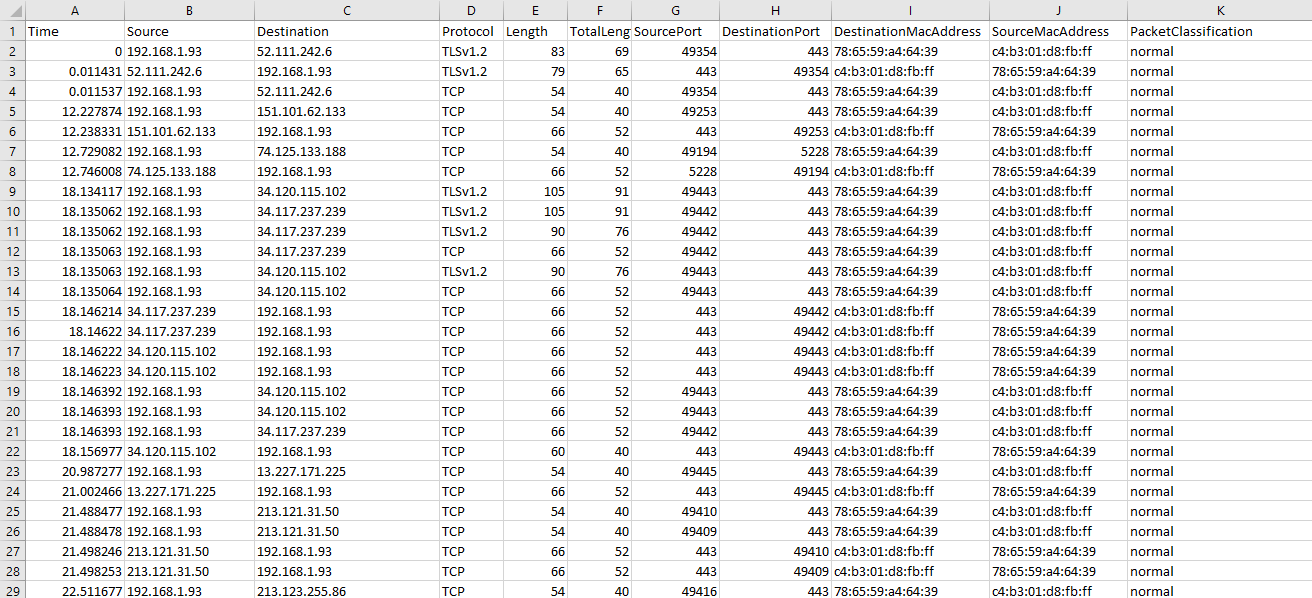 A B C D E F G H I J K
1 Time Source Destination Protocol Length TotalLeng SourcePort DestinationPort DestinationMacAddress SourceMacAddress PacketClassification
2 0 192.168.1.93 52.111.242.6 TLSv1.2 83 69 49354 443 78:65:59:a4:64:39 c4:b3:01:d8:fb:ff normal
3 0.011431 52.111.242.6 192.168.1.93 TLSv1.2 79 65 443 49354 c4:b3:01:d8:fb:ff 78:65:59:a4:64:39 normal
4 0.011537 192.168.1.93 52.111.242.6 TCP 54 40 49354 443 78:65:59:a4:64:39 c4:b3:01:d8:fb:ff normal
5 12.227874 192.168.1.93 151.101.62.133 TCP 54 40 49253 443 78:65:59:a4:64:39 c4:b3:01:d8:fb:ff normal
6 12.238331 151.101.62.133 192.168.1.93 TCP 66 52 443 49253 c4:b3:01:d8:fb:ff 78:65:59:a4:64:39 normal
7 12.729082 192.168.1.93 74.125.133.188 TCP 54 40 49194 5228 78:65:59:a4:64:39 c4:b3:01:d8:fb:ff normal
8 12.746008 74.125.133.188 192.168.1.93 TCP 66 52 5228 49194 c4:b3:01:d8:fb:ff 78:65:59:a4:64:39 normal
9 18.134117 192.168.1.93 34.120.115.102 TLSv1.2 105 91 49443 443 78:65:59:a4:64:39 c4:b3:01:d8:fb:ff normal
10 18.135062 192.168.1.93 34.117.237.239 TLSv1.2 105 91 49442 443 78:65:59:a4:64:39 c4:b3:01:d8:fb:ff normal
11 18.135062 192.168.1.93 34.117.237.239 TLSv1.2 90 76 49442 443 78:65:59:a4:64:39 c4:b3:01:d8:fb:ff normal
12 18.135063 192.168.1.93 34.117.237.239 TCP 66 52 49442 443 78:65:59:a4:64:39 c4:b3:01:d8:fb:ff normal
13 18.135063 192.168.1.93 34.120.115.102 TLSv1.2 90 76 49443 443 78:65:59:a4:64:39 c4:b3:01:d8:fb:ff normal
14 18.135064 192.168.1.93 34.120.115.102 TCP 66 52 49443 443 78:65:59:a4:64:39 c4:b3:01:d8:fb:ff normal
15 18.146214 34.117.237.239 192.168.1.93 TCP 66 52 443 49442 c4:b3:01:d8:fb:ff 78:65:59:a4:64:39 normal
16 18.14622 34.117.237.239 192.168.1.93 TCP 66 52 443 49442 c4:b3:01:d8:fb:ff 78:65:59:a4:64:39 normal
17 18.146222 34.120.115.102 192.168.1.93 TCP 66 52 443 49443 c4:b3:01:d8:fb:ff 78:65:59:a4:64:39 normal
18 18.146223 34.120.115.102 192.168.1.93 TCP 66 52 443 49443 c4:b3:01:d8:fb:ff 78:65:59:a4:64:39 normal
19 18.146392 192.168.1.93 34.120.115.102 TCP 66 52 49443 443 78:65:59:a4:64:39 c4:b3:01:d8:fb:ff normal
20 18.146393 192.168.1.93 34.120.115.102 TCP 66 52 49443 443 78:65:59:a4:64:39 c4:b3:01:d8:fb:ff normal
21 18.146393 192.168.1.93 34.117.237.239 TCP 66 52 49442 443 78:65:59:a4:64:39 c4:b3:01:d8:fb:ff normal
22 18.156977 34.120.115.102 192.168.1.93 TCP 60 40 443 49443 c4:b3:01:d8:fb:ff 78:65:59:a4:64:39 normal
23 20.987277 192.168.1.93 13.227.171.225 TCP 54 40 49445 443 78:65:59:a4:64:39 c4:b3:01:d8:fb:ff normal
24 21.002466 13.227.171.225 192.168.1.93 TCP 66 52 443 49445 c4:b3:01:d8:fb:ff 78:65:59:a4:64:39 normal
25 21.488477 192.168.1.93 213.121.31.50 TCP 54 40 49410 443 78:65:59:a4:64:39 c4:b3:01:d8:fb:ff normal
26 21.488478 192.168.1.93 213.121.31.50 TCP 54 40 49409 443 78:65:59:a4:64:39 c4:b3:01:d8:fb:ff normal
27 21.498246 213.121.31.50 192.168.1.93 TCP 66 52 443 49410 c4:b3:01:d8:fb:ff 78:65:59:a4:64:39 normal
28 21.498253 213.121.31.50 192.168.1.93 TCP 66 52 443 49409 c4:b3:01:d8:fb:ff 78:65:59:a4:64:39 normal
29 22.511677 192.168.1.93 213.123.255.86 TCP 54 40 49416 443 78:65:59:a4:64:39 c4:b3:01:d8:fb:ff normal